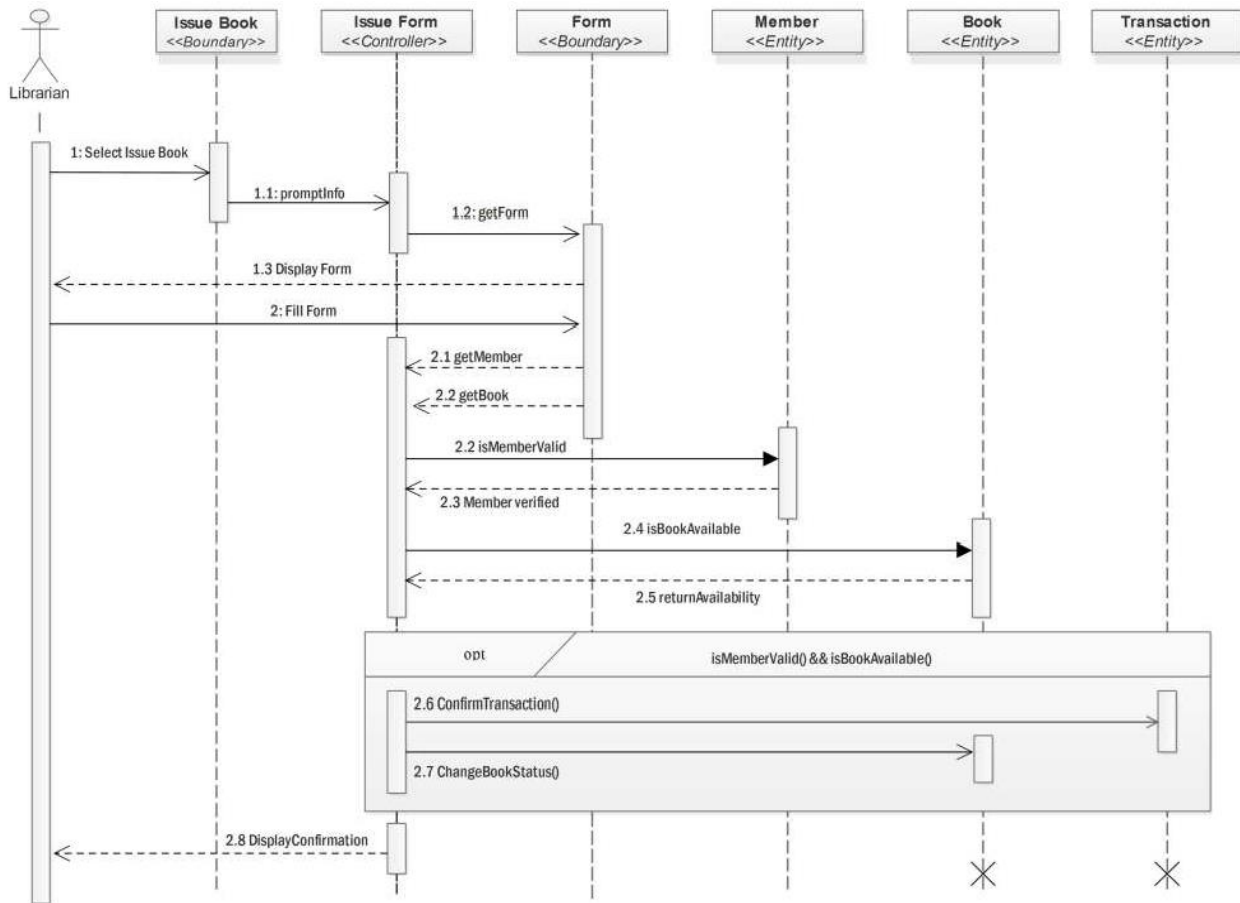 Issue Book
<<Boundary>>
Issue Form
<<Controller>>
Form
<<Boundary>>
Member
<<Entity>>
Book
<<Entity>>
Transaction
<<Entity>>
Librarian
1: Select Issue Book
1.1: promptInfo
1.2: getForm
1.3 Display Form
2: Fill Form
2.1 getMember
2.2 getBook
2.2 isMemberValid
2.3 Member verified
2.4 isBookAvailable
2.5 returnAvailability
opt
isMemberValid() && isBookAvailable()
2.6 ConfirmTransaction()
2.7 ChangeBookStatus()
2.8 DisplayConfirmation